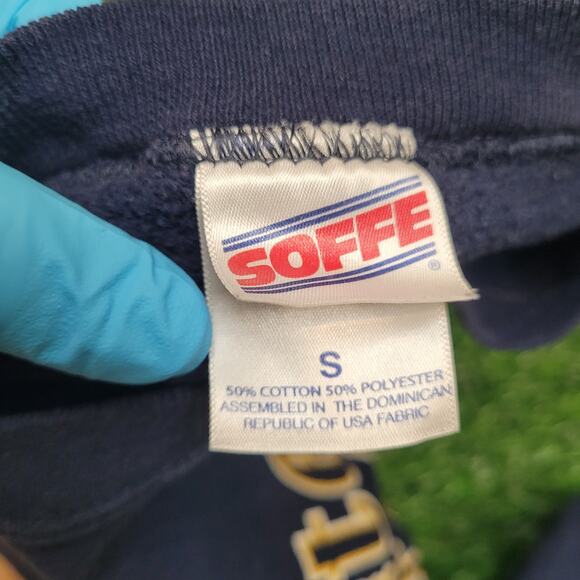 SOFFE®
S
50% COTTON 50% POLYESTER
ASSEMBLED IN THE DOMINICAN
REPUBLIC OF USA FABRIC